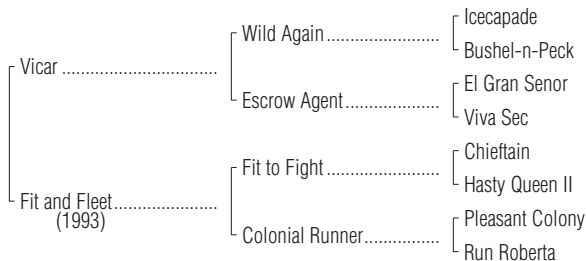 Icecapade
Wild Again
Bushel-n-Peck
Vicar
El Gran Senor
Escrow Agent
Viva Sec
Chieftain
Fit to Fight
Hasty Queen II
Fit and Fleet
(1993)
Pleasant Colony
Colonial Runner
Run Roberta